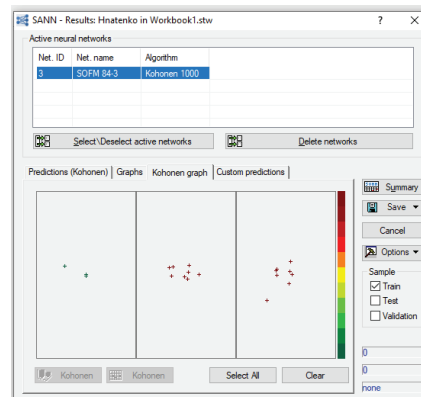 SANN - Results: Hnatenko in Workbook1.stw
? ×
Active neural networks
Net. ID Net. name Algorithm
3 SOFM 84-3 Kohonen 1000
Select\Deselect active networks
Delete networks
Predictions (Kohonen) Graphs Kohonen graph Custom predictions
Summary
Save
Cancel
Options
Sample
Train
Test
Validation
0
0
none
Kohonen Kohonen Select All Clear